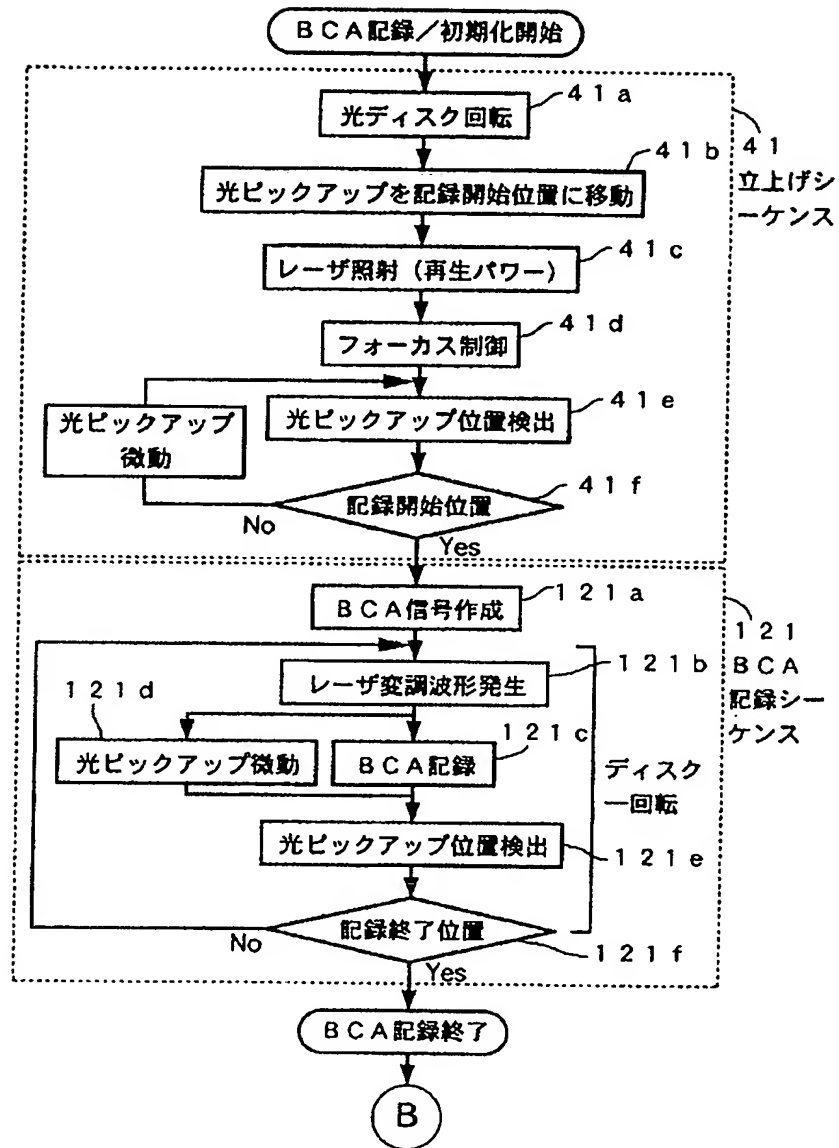 BCA記録/初期化開始
41a
光ディスク回転
41
立上げシ
ーケンス
41b
光ピックアップを記録開始位置に移動
41c
レーザ照射(再生パワー)
41d
フォーカス制御
41e
光ピックアップ位置検出
光ピックアップ
微動
41f
記録開始位置
No
Yes
121a
BCA信号作成
121
BCA
記録シー
ケンス
121b
レーザ変調波形発生
121d
121c
光ピックアップ微動
BCA記録
ディスク
一回転
光ピックアップ位置検出
121e
記録終了位置
No
121f
Yes
BCA記録終了
B